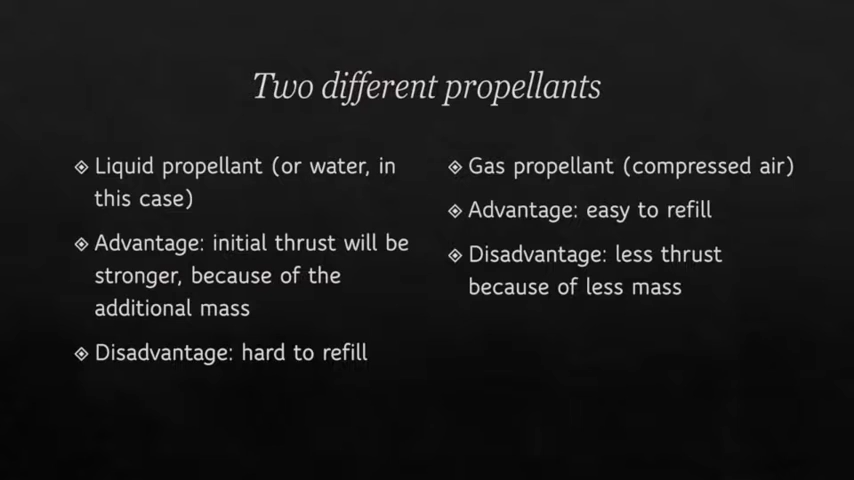 Two different propellants
Liquid propellant (or water, in
this case)
Advantage: initial thrust will be
stronger, because of the
additional mass
Disadvantage: hard to refill
Gas propellant (compressed air)
Advantage: easy to refill
Disadvantage: less thrust
because of less mass